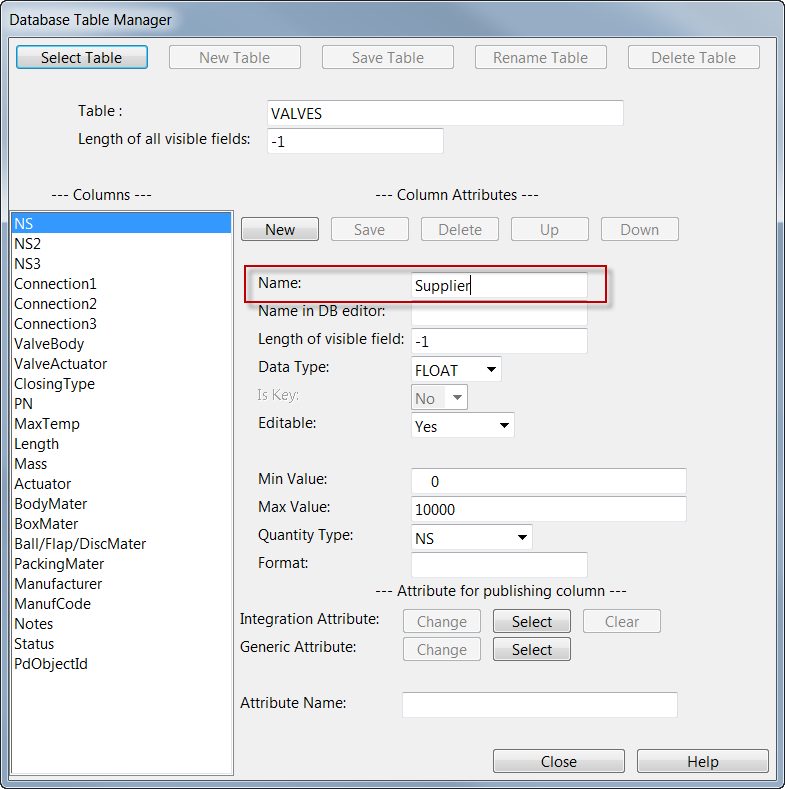 Database Table Manager
Select Table New Table Save Table Rename Table Delete Table
Table : VALVES
Length of all visible fields: -1
--- Columns --- --- Column Attributes ---
New Save Delete Up Down
NS
NS2
NS3
Connection1
Connection2
Connection3
ValveBody
ValveActuator
ClosingType
PN
MaxTemp
Length
Mass
Actuator
BodyMater
BoxMater
Ball/Flap/DiscMater
PackingMater
Manufacturer
ManufCode
Notes
Status
PdObjectId
Name: Supplier
Name in DB editor:
Length of visible field: -1
Data Type: FLOAT
Is Key: No
Editable: Yes
Min Value: 0
Max Value: 10000
Quantity Type: NS
Format:
--- Attribute for publishing column ---
Integration Attribute: Change Select Clear
Generic Attribute: Change Select
Attribute Name:
Close Help